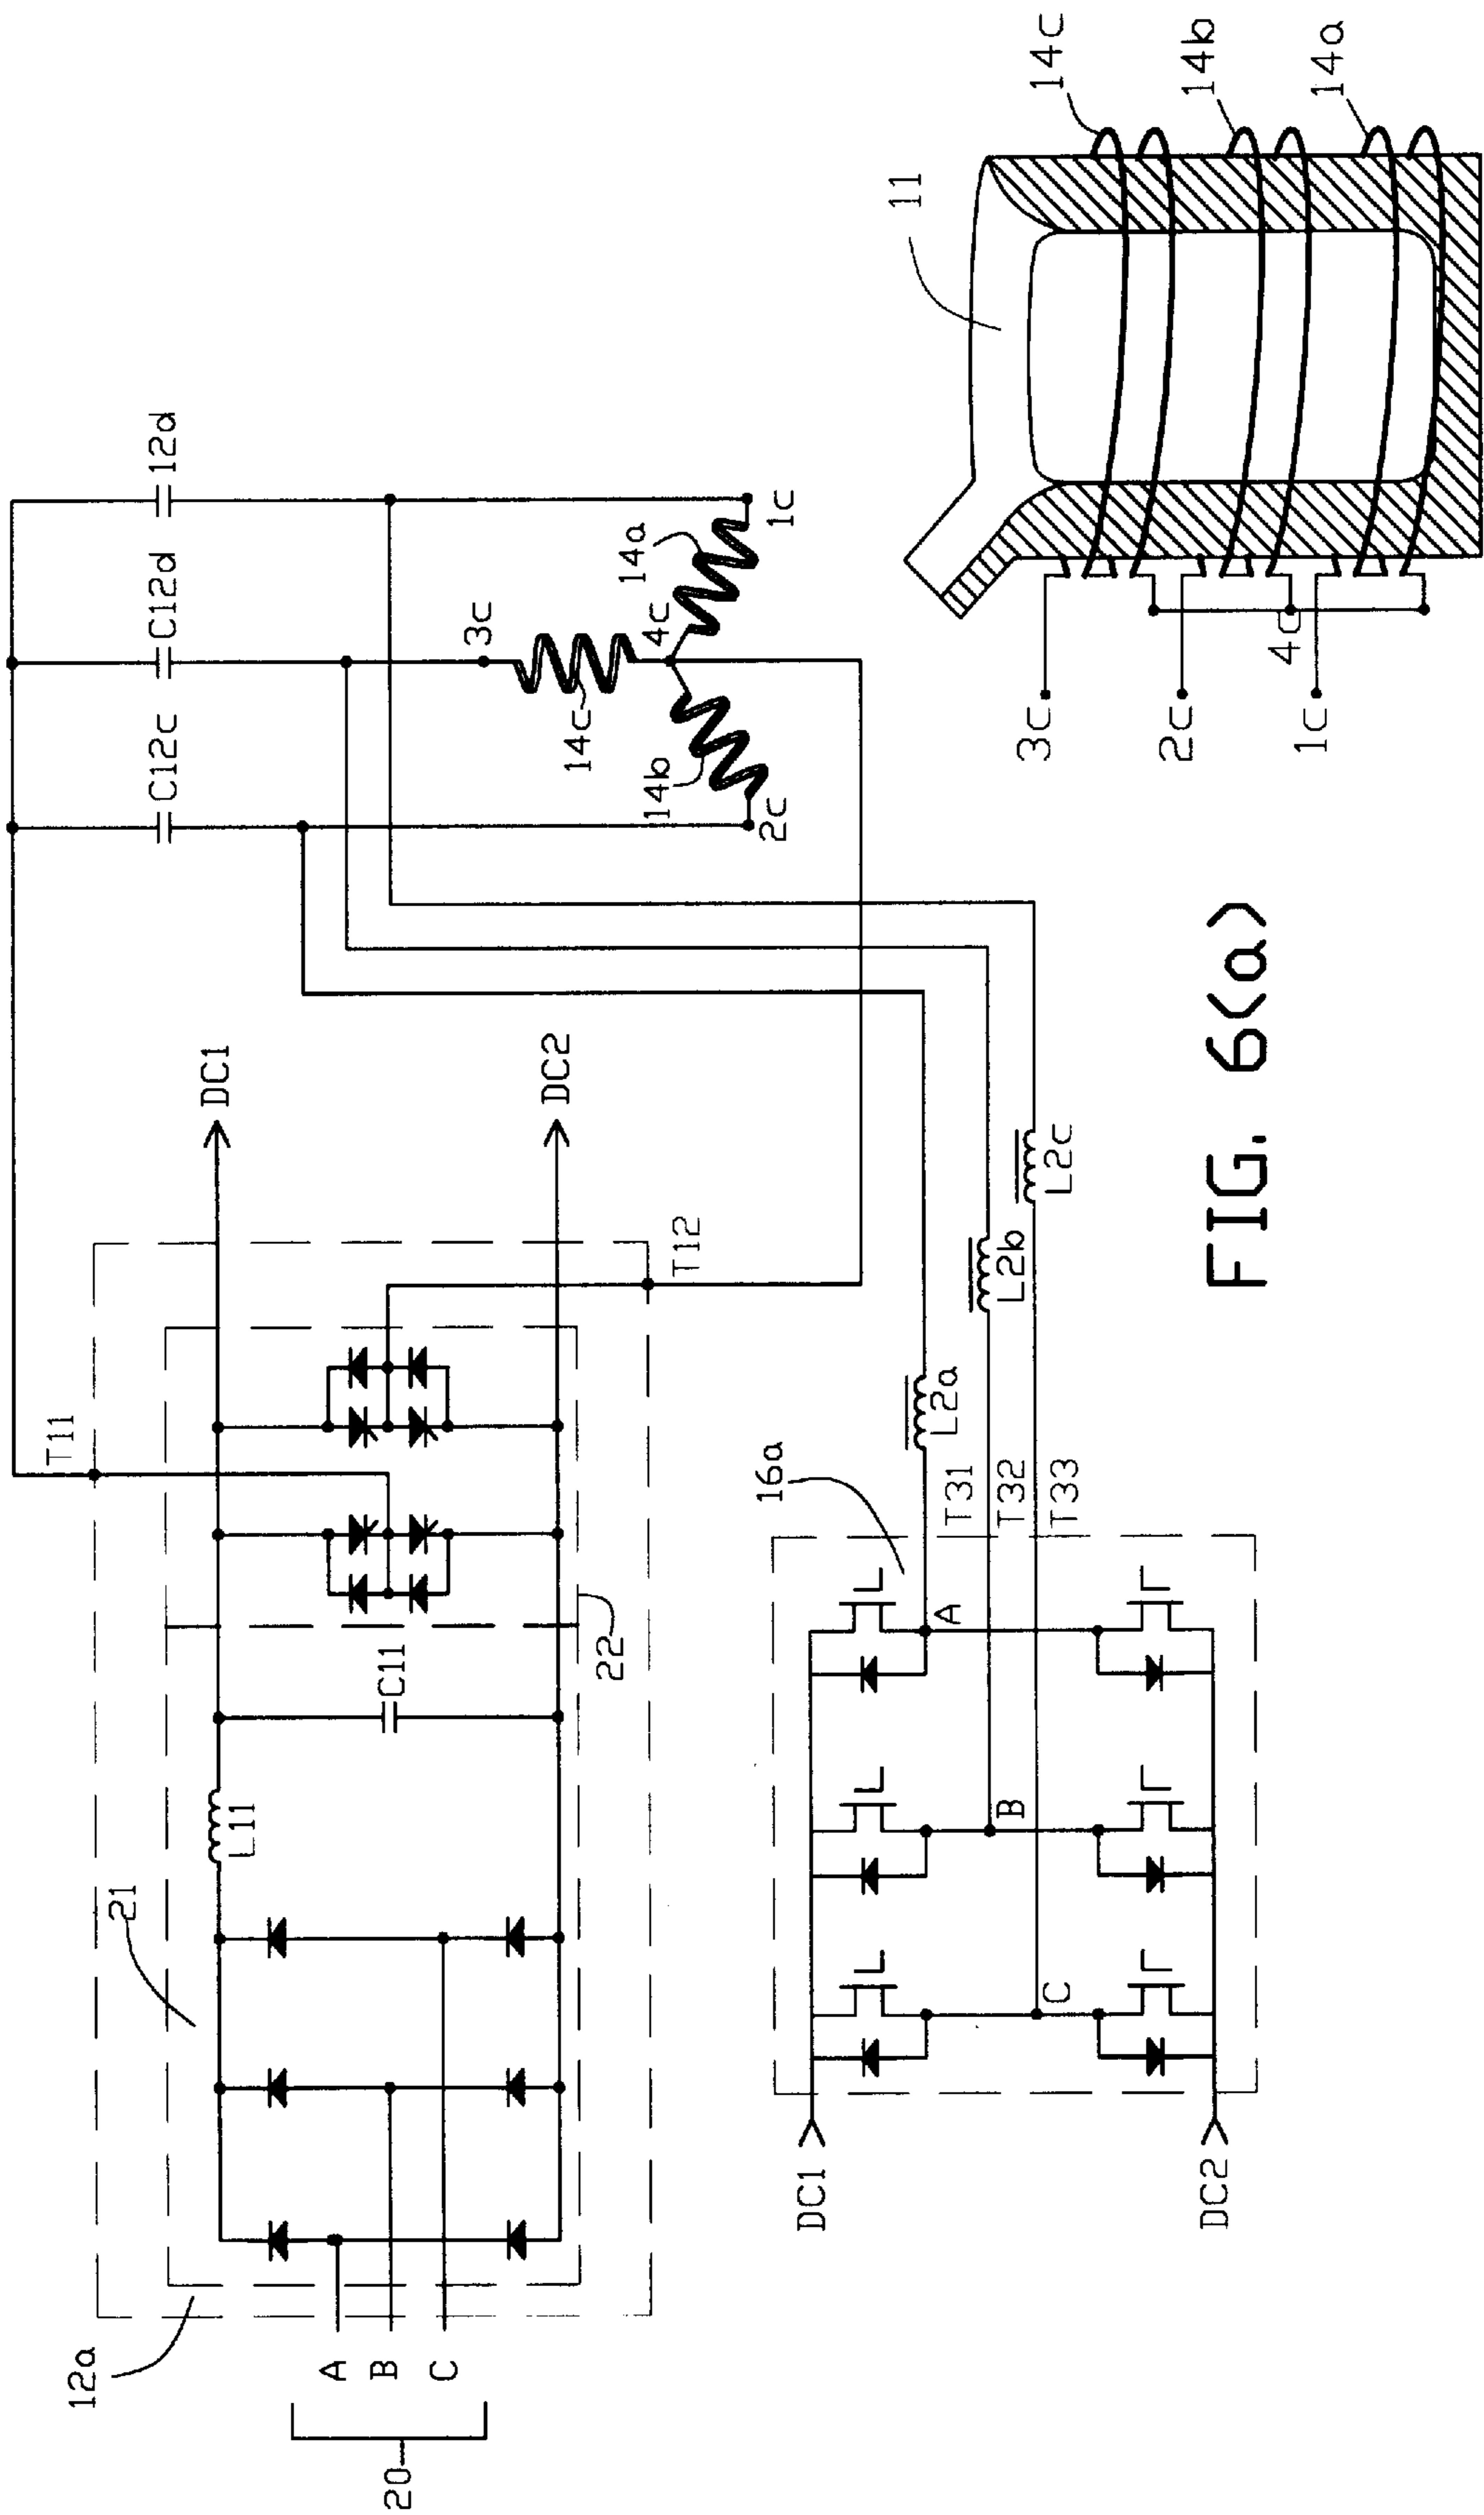 12a
20
A
B
C
21
L11
C11
22
T11
T12
DC1
DC2
C12c
C12d
12d
3c
4c
14a
1c
14c
14b
2c
DC1
DC2
16a
A
B
C
T31
T32
T33
L2a
L2b
L2c
11
14c
14b
14a
3c
2c
4c
1c
FIG. 6(a)